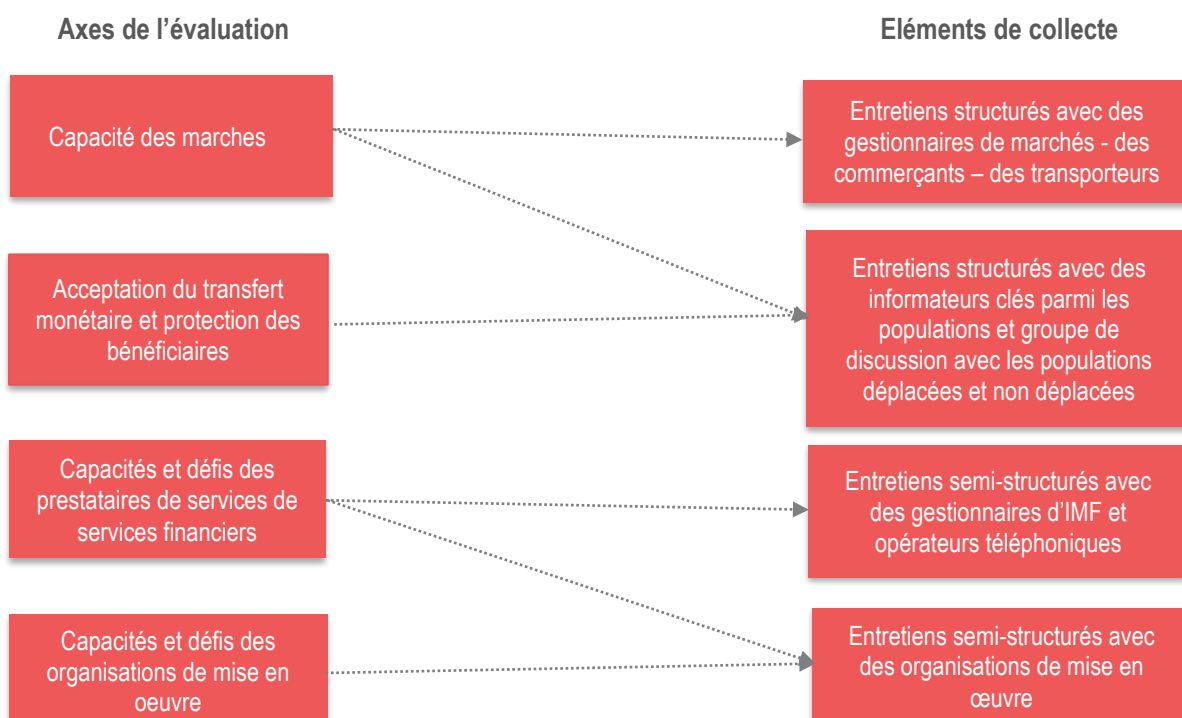 Axes de l’évaluation
Eléments de collecte
Capacité des marches
Entretiens structurés avec des
gestionnaires de marchés - des
commerçants – des transporteurs
Acceptation du transfert
monétaire et protection des
bénéficiaires
Entretiens structurés avec des
informateurs clés parmi les
populations et groupe de
discussion avec les populations
déplacées et non déplacées
Capacités et défis des
prestataires de services de
services financiers
Entretiens semi-structurés avec
des gestionnaires d’IMF et
opérateurs téléphoniques
Capacités et défis des
organisations de mise en
oeuvre
Entretiens semi-structurés avec
des organisations de mise en
œuvre